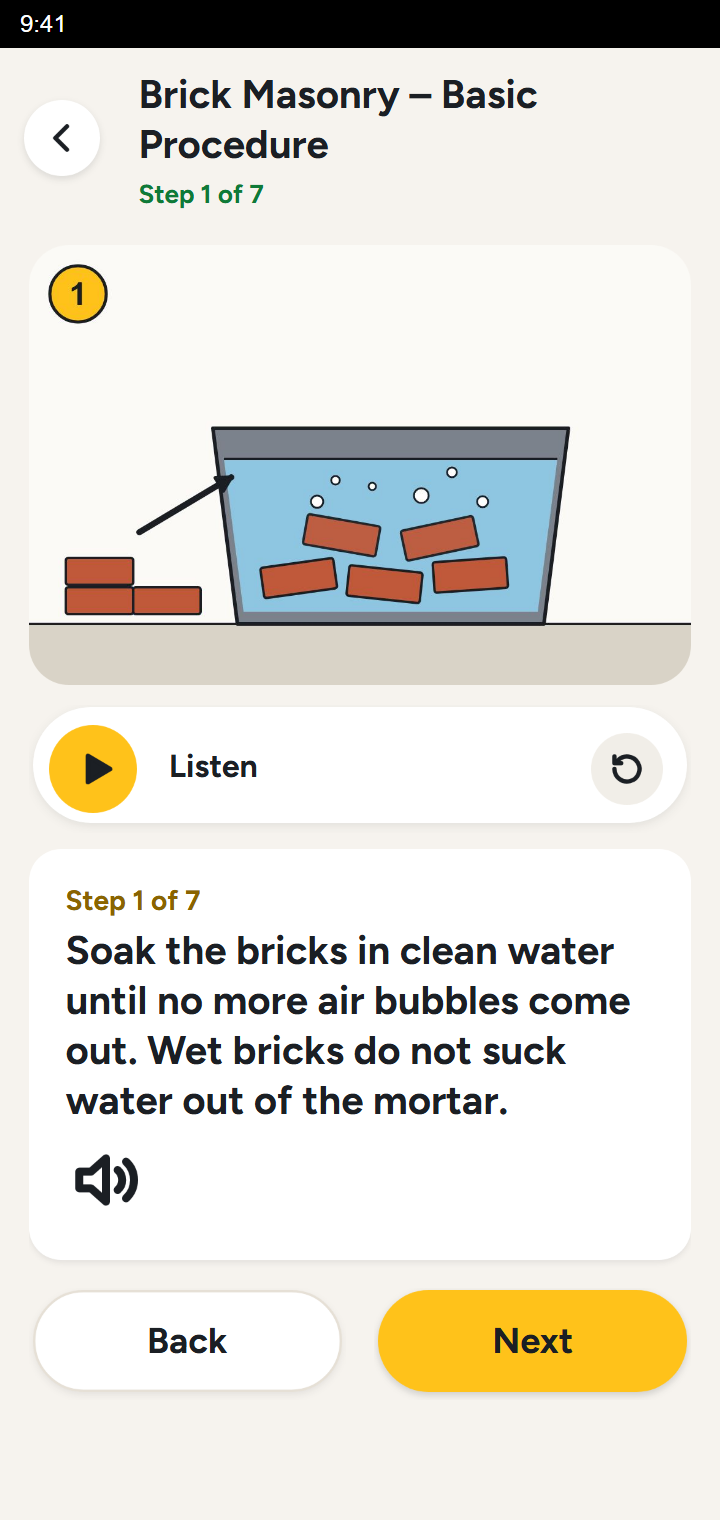 9:41
Brick Masonry – Basic
Procedure
Step 1 of 7
1
Listen
Step 1 of 7
Soak the bricks in clean water
until no more air bubbles come
out. Wet bricks do not suck
water out of the mortar.
Back
Next